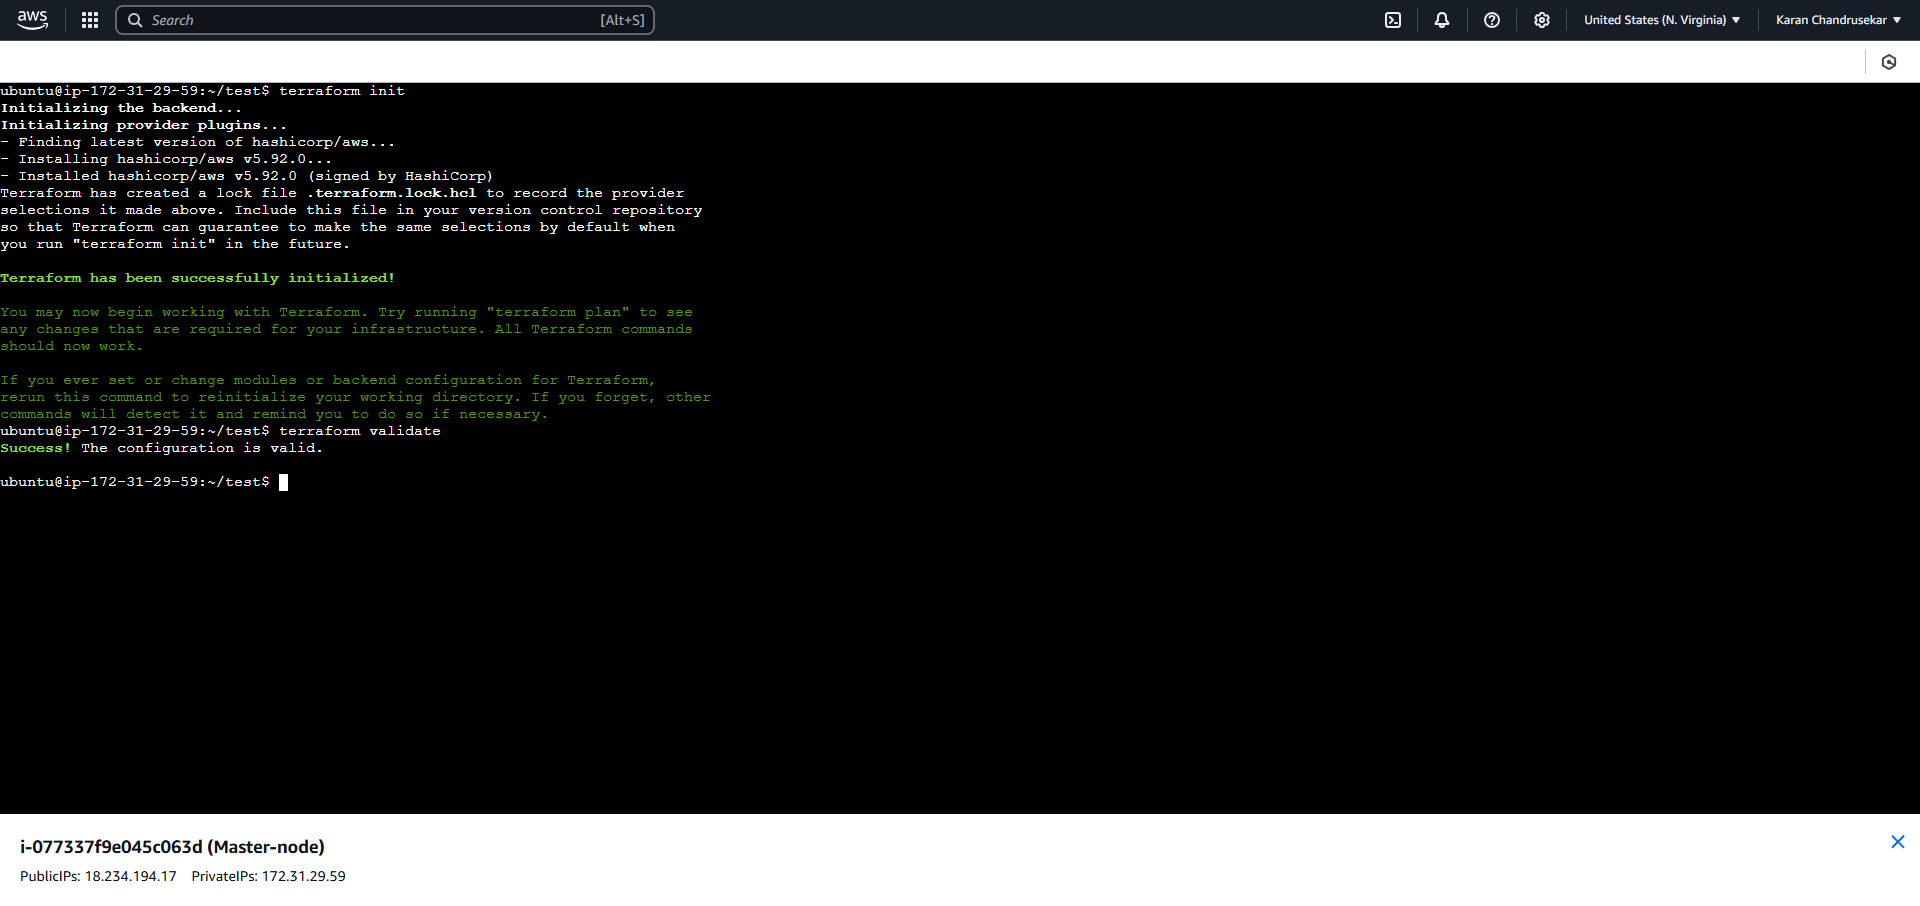 aws
Search [Alt+S]
United States (N. Virginia)
Karan Chandrusekar
ubuntu@ip-172-31-29-59:~/test$ terraform init
Initializing the backend...
Initializing provider plugins...
- Finding latest version of hashicorp/aws...
- Installing hashicorp/aws v5.92.0...
- Installed hashicorp/aws v5.92.0 (signed by HashiCorp)
Terraform has created a lock file .terraform.lock.hcl to record the provider
selections it made above. Include this file in your version control repository
so that Terraform can guarantee to make the same selections by default when
you run "terraform init" in the future.
Terraform has been successfully initialized!
You may now begin working with Terraform. Try running "terraform plan" to see
any changes that are required for your infrastructure. All Terraform commands
should now work.
If you ever set or change modules or backend configuration for Terraform,
rerun this command to reinitialize your working directory. If you forget, other
commands will detect it and remind you to do so if necessary.
ubuntu@ip-172-31-29-59:~/test$ terraform validate
Success! The configuration is valid.
ubuntu@ip-172-31-29-59:~/test$
i-077337f9e045c063d (Master-node)
PublicIPs: 18.234.194.17 PrivateIPs: 172.31.29.59